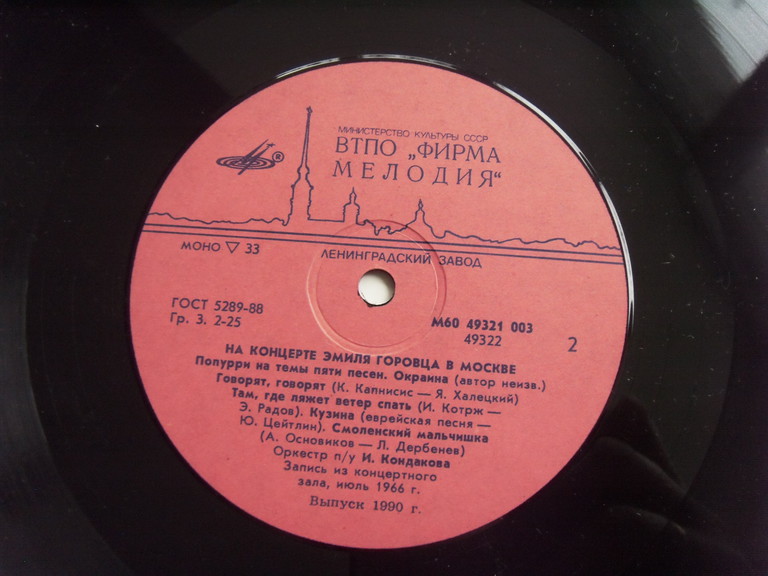 МИНИСТЕРСТВО КУЛЬТУРЫ СССР
ВТПО „ФИРМА
МЕЛОДИЯ"
®
МОНО ▽ 33
ЛЕНИНГРАДСКИЙ ЗАВОД
ГОСТ 5289-88
Гр. 3. 2-25
М60 49321 003
49322
2
НА КОНЦЕРТЕ ЭМИЛЯ ГОРОВЦА В МОСКВЕ
Попурри на темы пяти песен. Окраина (автор неизв.)
Говорят, говорят (К. Капнисис — Я. Халецкий)
Там, где ляжет ветер спать (И. Котрж —
Э. Радов). Кузина (еврейская песня —
Ю. Цейтлин). Смоленский мальчишка
(А. Основиков — Л. Дербенев)
Оркестр п/у И. Кондакова
Запись из концертного
зала, июль 1966 г.
Выпуск 1990 г.